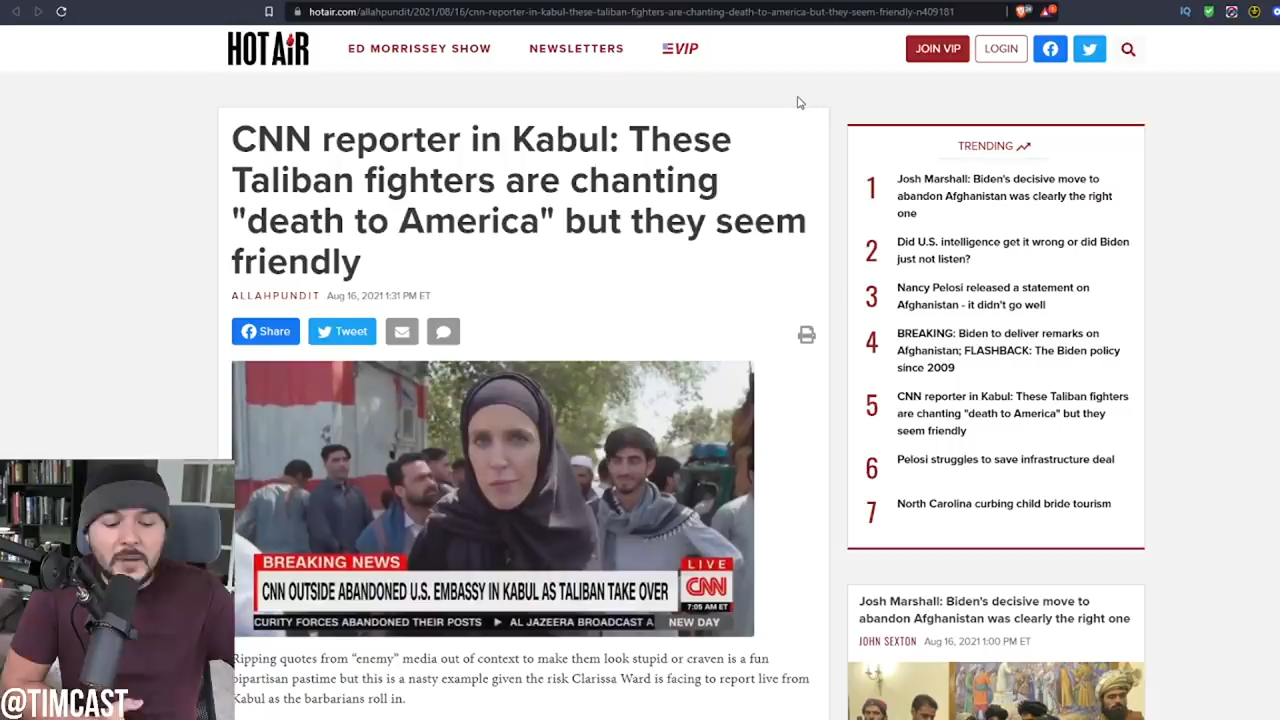 hotair.com/allahpundit/2021/08/16/cnn-reporter-in-kabul-these-taliban-fighters-are-chanting-death-to-america-but-they-seem-friendly-n409181
HOT AIR
ED MORRISSEY SHOW
NEWSLETTERS
VIP
JOIN VIP
LOGIN
CNN reporter in Kabul: These
Taliban fighters are chanting
"death to America" but they seem
friendly
ALLAHPUNDIT Aug 16, 2021 1:31 PM ET
Share
Tweet
BREAKING NEWS
LIVE
CNN OUTSIDE ABANDONED U.S. EMBASSY IN KABUL AS TALIBAN TAKE OVER
CNN
7:05 AM ET
CURITY FORCES ABANDONED THEIR POSTS ▶ AL JAZEERA BROADCAST A
NEW DAY
Ripping quotes from “enemy” media out of context to make them look stupid or craven is a fun
bipartisan pastime but this is a nasty example given the risk Clarissa Ward is facing to report live from
Kabul as the barbarians roll in.
TRENDING
1
Josh Marshall: Biden's decisive move to
abandon Afghanistan was clearly the right
one
2
Did U.S. intelligence get it wrong or did Biden
just not listen?
3
Nancy Pelosi released a statement on
Afghanistan - it didn't go well
4
BREAKING: Biden to deliver remarks on
Afghanistan; FLASHBACK: The Biden policy
since 2009
5
CNN reporter in Kabul: These Taliban fighters
are chanting "death to America" but they
seem friendly
6
Pelosi struggles to save infrastructure deal
7
North Carolina curbing child bride tourism
Josh Marshall: Biden's decisive move to
abandon Afghanistan was clearly the right one
JOHN SEXTON Aug 16, 2021 1:00 PM ET
@TIMCAST
IQ